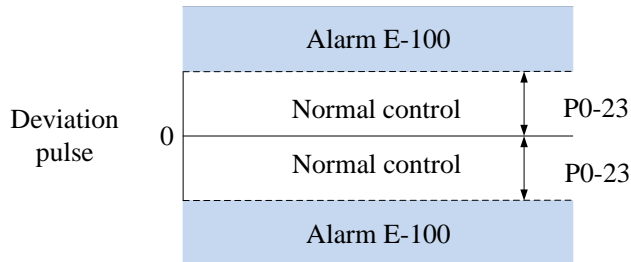 Alarm E-100
Normal control
P0-23
Deviation
pulse
0
Normal control
P0-23
Alarm E-100